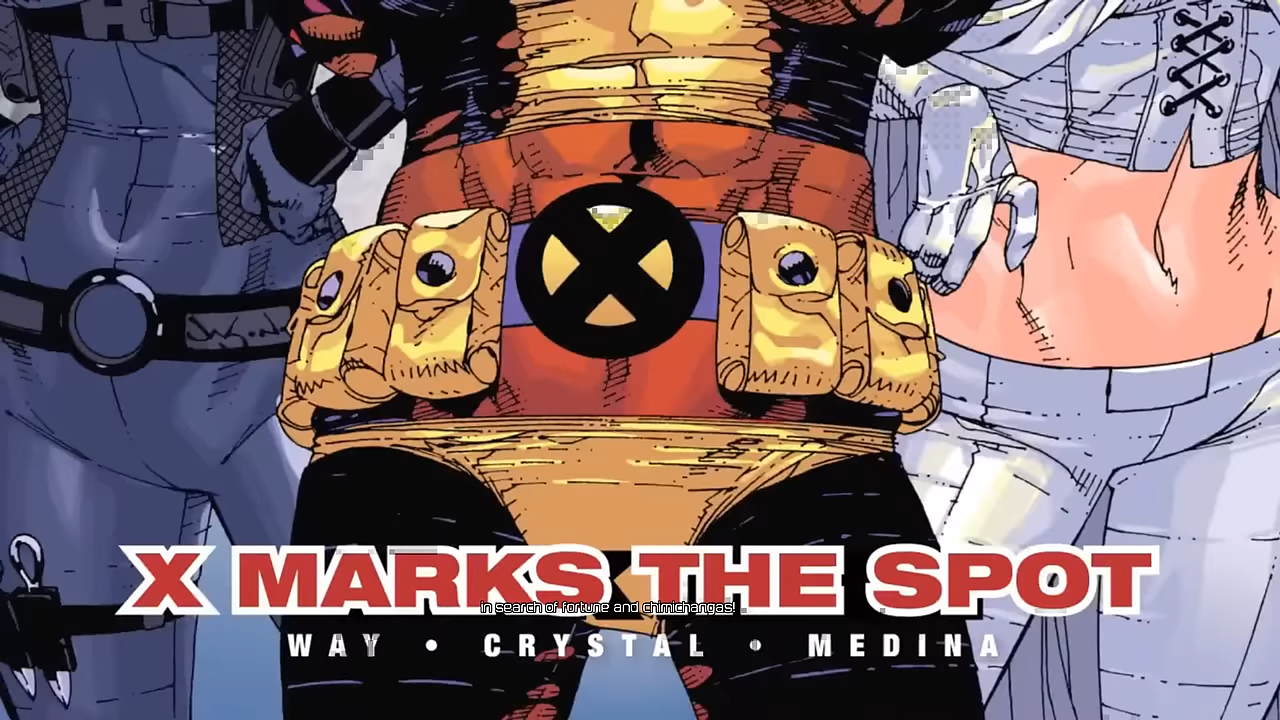 X MARKS THE SPOT
in search of fortune and chimichangas!
WAY • CRYSTAL • MEDINA